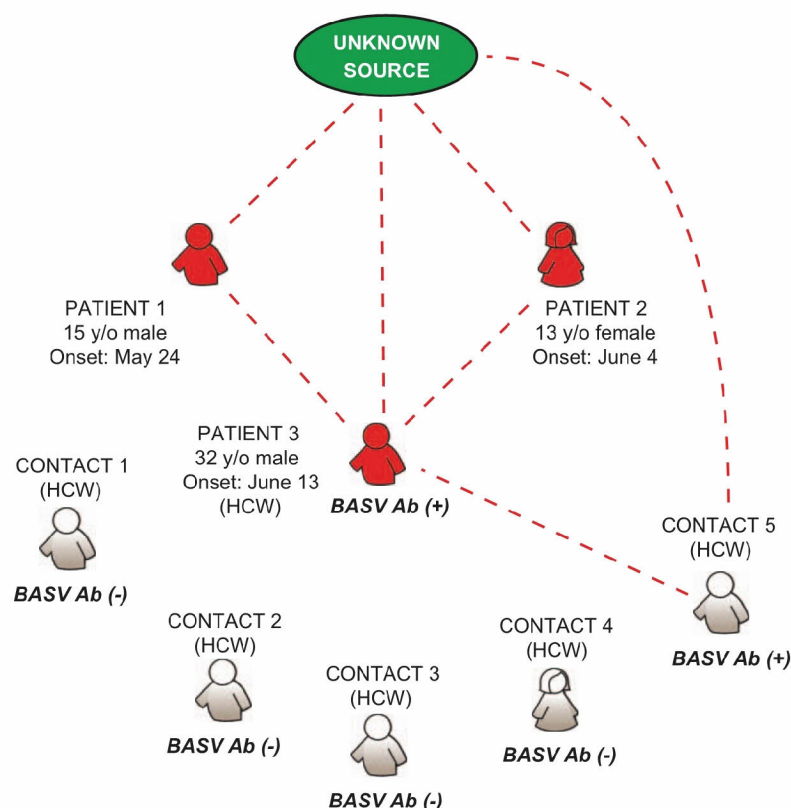 UNKNOWN
SOURCE
PATIENT 1
15 y/o male
Onset: May 24
PATIENT 2
13 y/o female
Onset: June 4
PATIENT 3
32 y/o male
Onset: June 13
(HCW)
BASV Ab (+)
CONTACT 1
(HCW)
BASV Ab (-)
CONTACT 2
(HCW)
BASV Ab (-)
CONTACT 3
(HCW)
BASV Ab (-)
CONTACT 4
(HCW)
BASV Ab (-)
CONTACT 5
(HCW)
BASV Ab (+)